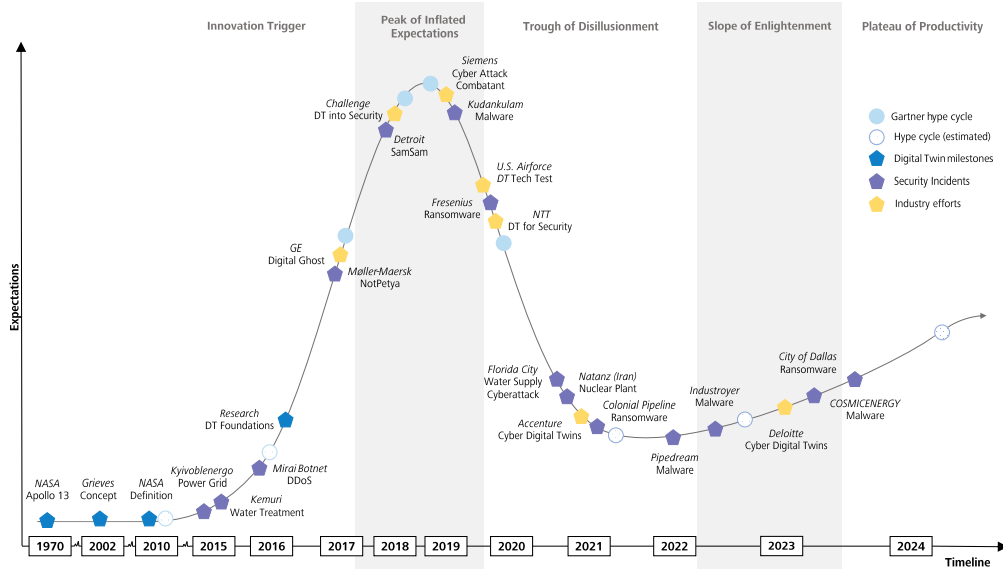 Innovation Trigger
Peak of Inflated
Expectations
Trough of Disillusionment
Slope of Enlightenment
Plateau of Productivity
Siemens
Cyber Attack
Combatant
Challenge
DT into Security
Kudankulam
Malware
Detroit
SamSam
Gartner hype cycle
Hype cycle (estimated)
Digital Twin milestones
Security Incidents
Industry efforts
U.S. Airforce
DT Tech Test
Fresenius
Ransomware
NTT
DT for Security
GE
Digital Ghost
Møller-Maersk
NotPetya
Expectations
City of Dallas
Ransomware
Florida City
Water Supply
Cyberattack
Natanz (Iran)
Nuclear Plant
Industroyer
Malware
COSMICENERGY
Malware
Colonial Pipeline
Ransomware
Research
DT Foundations
Accenture
Cyber Digital Twins
Deloitte
Cyber Digital Twins
Pipedream
Malware
Kyivoblenergo
Power Grid
Mirai Botnet
DDoS
NASA
Apollo 13
Grieves
Concept
NASA
Definition
Kemuri
Water Treatment
1970
2002
2010
2015
2016
2017
2018
2019
2020
2021
2022
2023
2024
Timeline